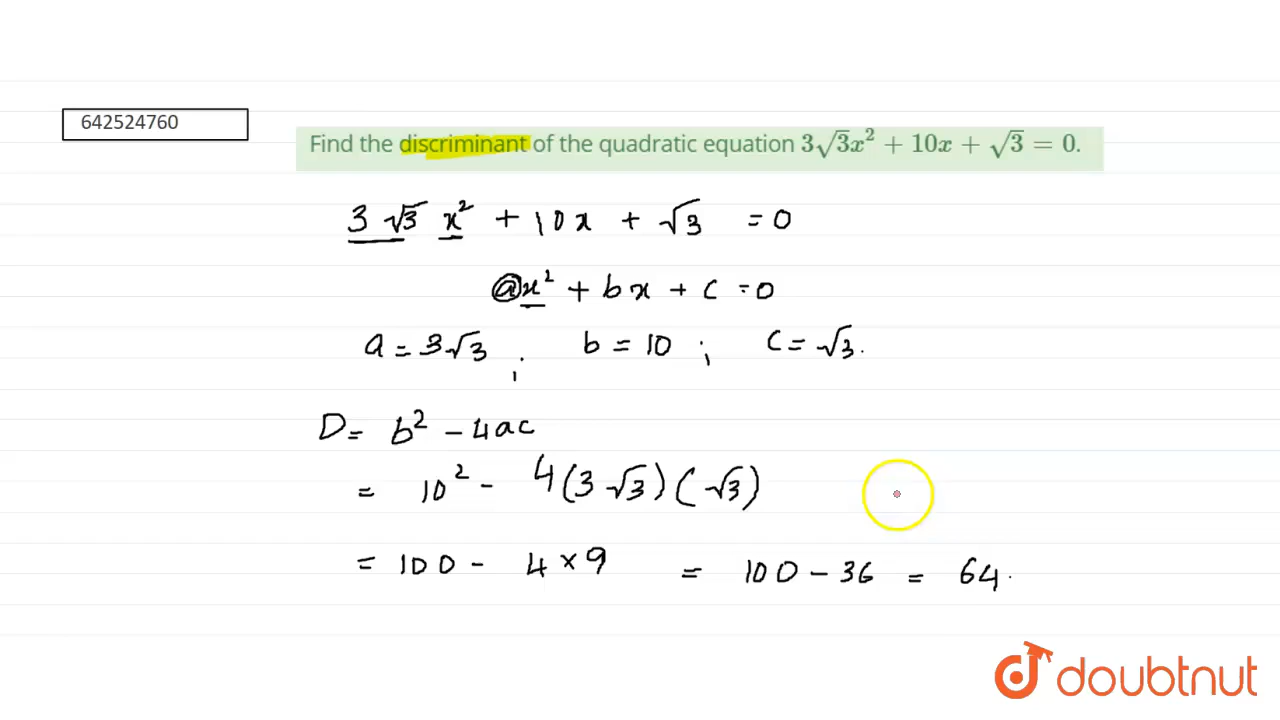 642524760
Find the discriminant of the quadratic equation 3√3x² + 10x + √3 = 0.
3 √3 x² + 10x + √3 = 0
ax² + bx + c = 0
a = 3√3 ; b = 10 ; c = √3.
D = b² - 4ac
= 10² - 4(3√3)(√3)
= 100 - 4×9 = 100 - 36 = 64.
doubtnut